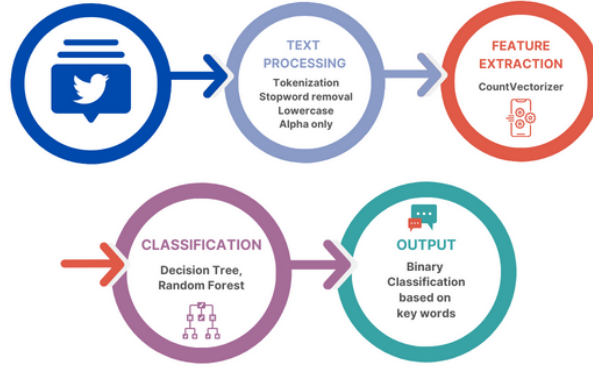 TEXT
PROCESSING
Tokenization
Stopword removal
Lowercase
Alpha only
FEATURE
EXTRACTION
CountVectorizer
CLASSIFICATION
Decision Tree,
Random Forest
OUTPUT
Binary
Classification
based on
key words